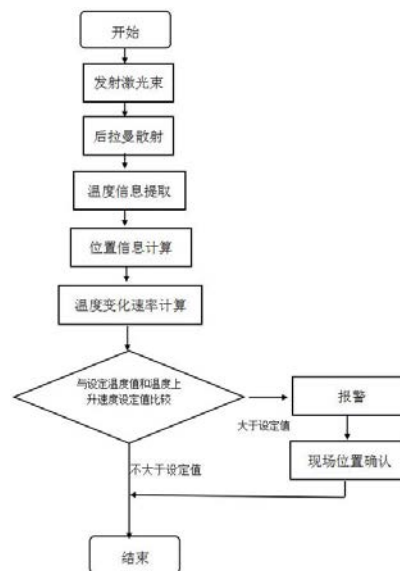 开始
发射激光束
后拉曼散射
温度信息提取
位置信息计算
温度变化速率计算
与设定温度值和温度上
升速度设定值比较
报警
大于设定值
现场位置确认
不大于设定值
结束